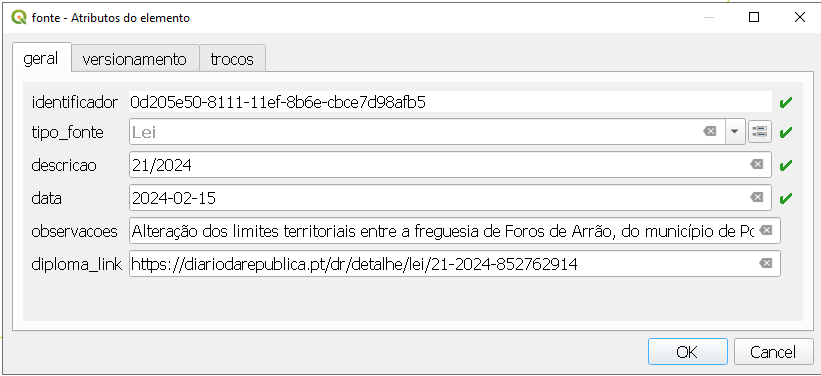 fonte - Atributos do elemento
geral versionamento trocos
identificador 0d205e50-8111-11ef-8b6e-cbce7d98afb5
tipo_fonte Lei
descricao 21/2024
data 2024-02-15
observacoes Alteração dos limites territoriais entre a freguesia de Foros de Arrão, do município de Po
diploma_link https://diariodarepublica.pt/dr/detalhe/lei/21-2024-852762914
OK Cancel